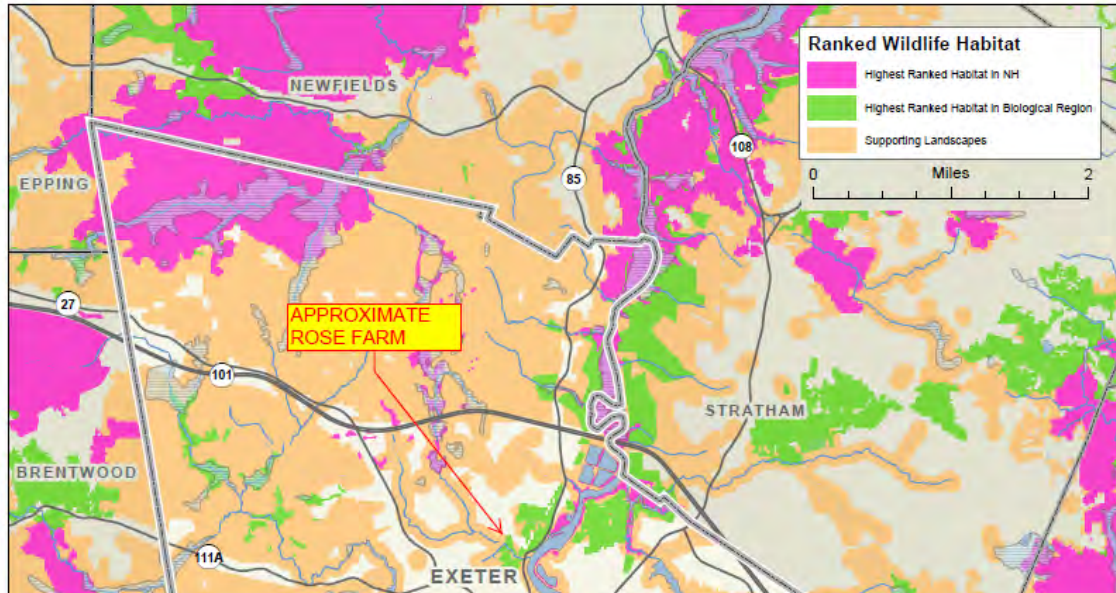 Ranked Wildlife Habitat
Highest Ranked Habitat in NH
Highest Ranked Habitat in Biological Region
Supporting Landscapes
0 Miles 2
NEWFIELDS
108
EPPING
85
27
APPROXIMATE
ROSE FARM
101
STRATHAM
BRENTWOOD
111A
EXETER